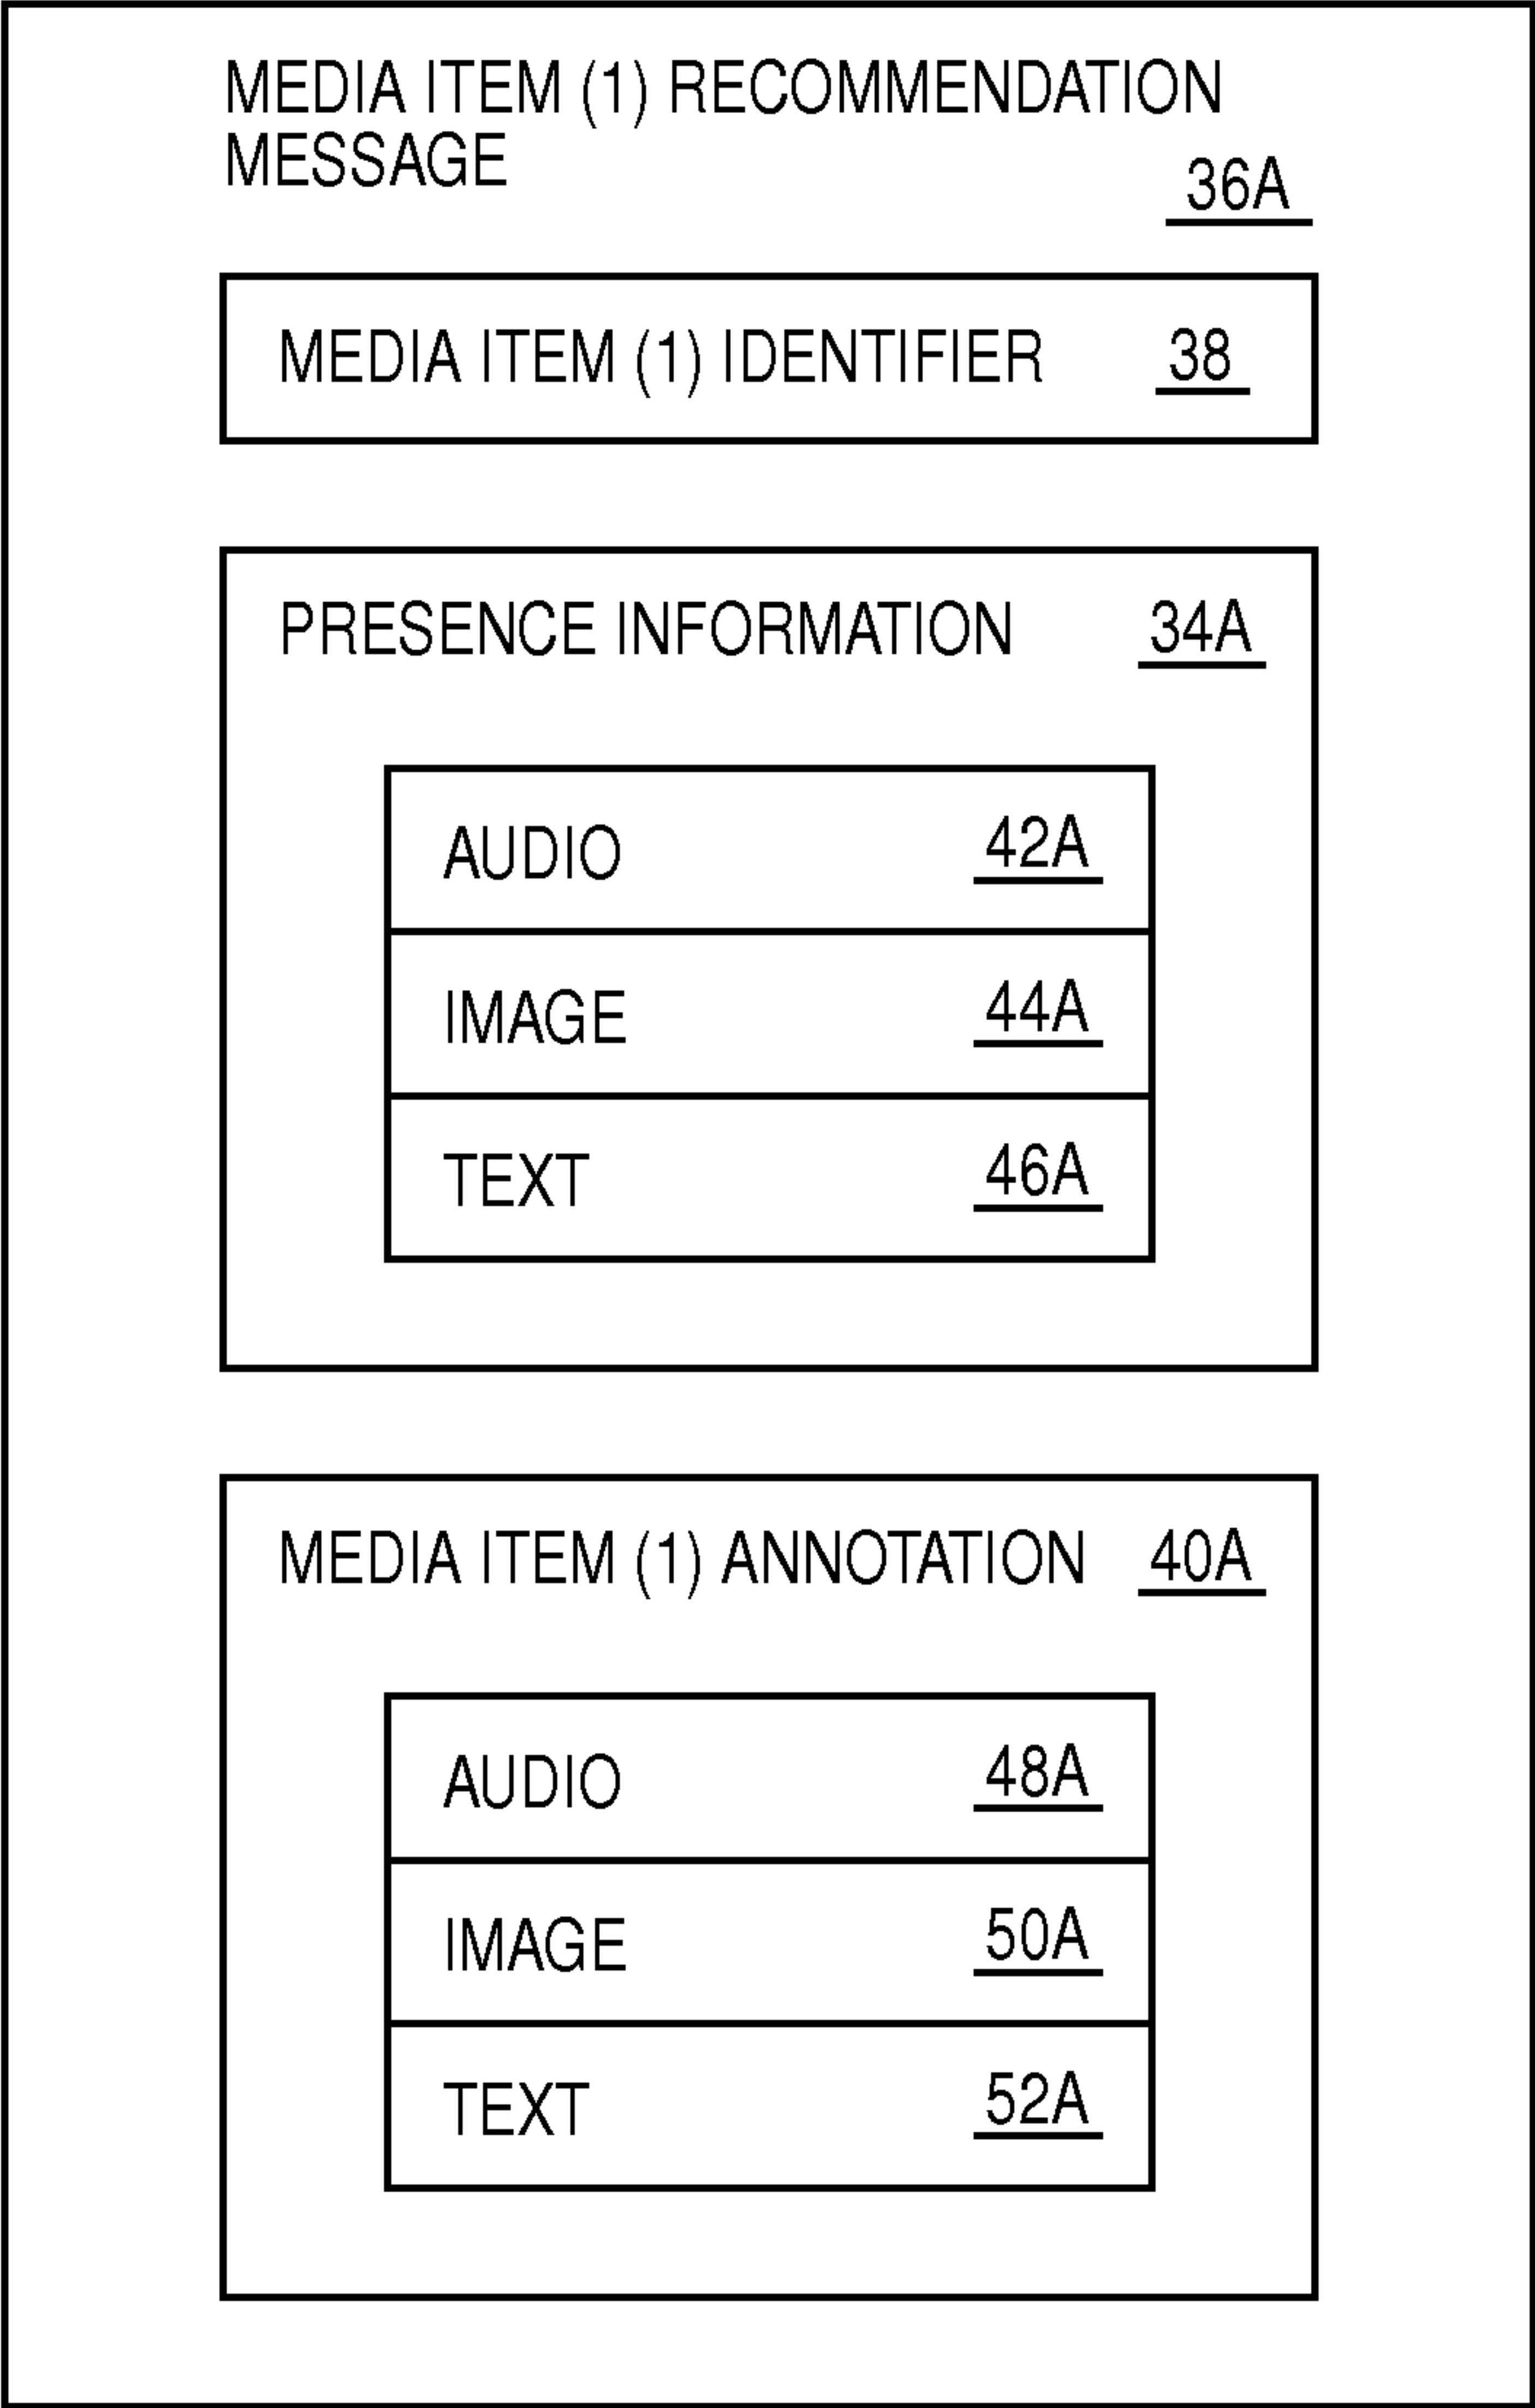 MEDIA ITEM (1) RECOMMENDATION
MESSAGE
36A
MEDIA ITEM (1) IDENTIFIER 38
PRESENCE INFORMATION 34A
AUDIO 42A
IMAGE 44A
TEXT 46A
MEDIA ITEM (1) ANNOTATION 40A
AUDIO 48A
IMAGE 50A
TEXT 52A